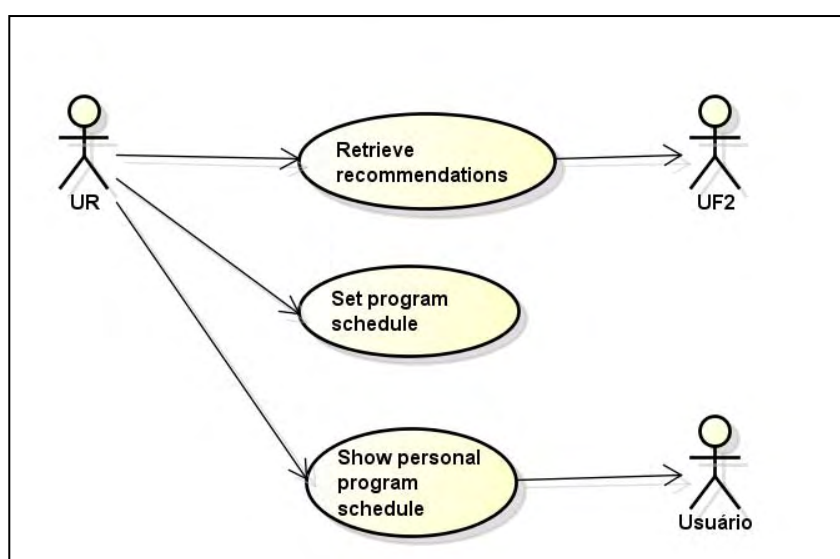 Retrieve
recommendations
UR
UF2
Set program
schedule
Show personal
program
schedule
Usuário